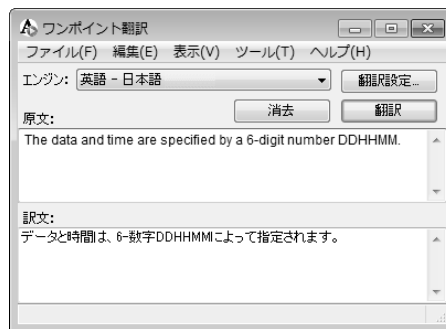 ワンポイント翻訳
ファイル(F) 編集(E) 表示(V) ツール(T) ヘルプ(H)
エンジン: 英語 - 日本語 翻訳設定...
原文: 消去 翻訳
The data and time are specified by a 6-digit number DDHHMM.
訳文:
データと時間は、6-数字DDHHMMによって指定されます。